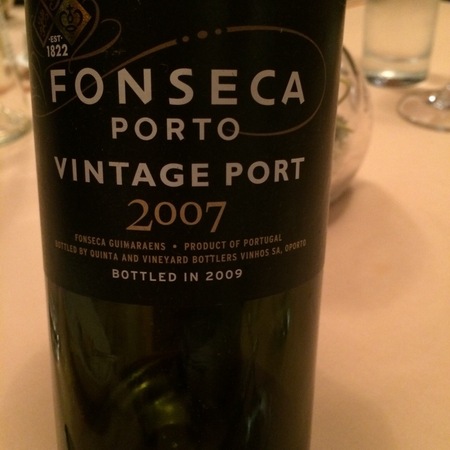 ·EST·
1822
FONSECA
PORTO
VINTAGE PORT
2007
FONSECA GUIMARAENS • PRODUCT OF PORTUGAL
BOTTLED BY QUINTA AND VINEYARD BOTTLERS VINHOS SA, OPORTO
BOTTLED IN 2009